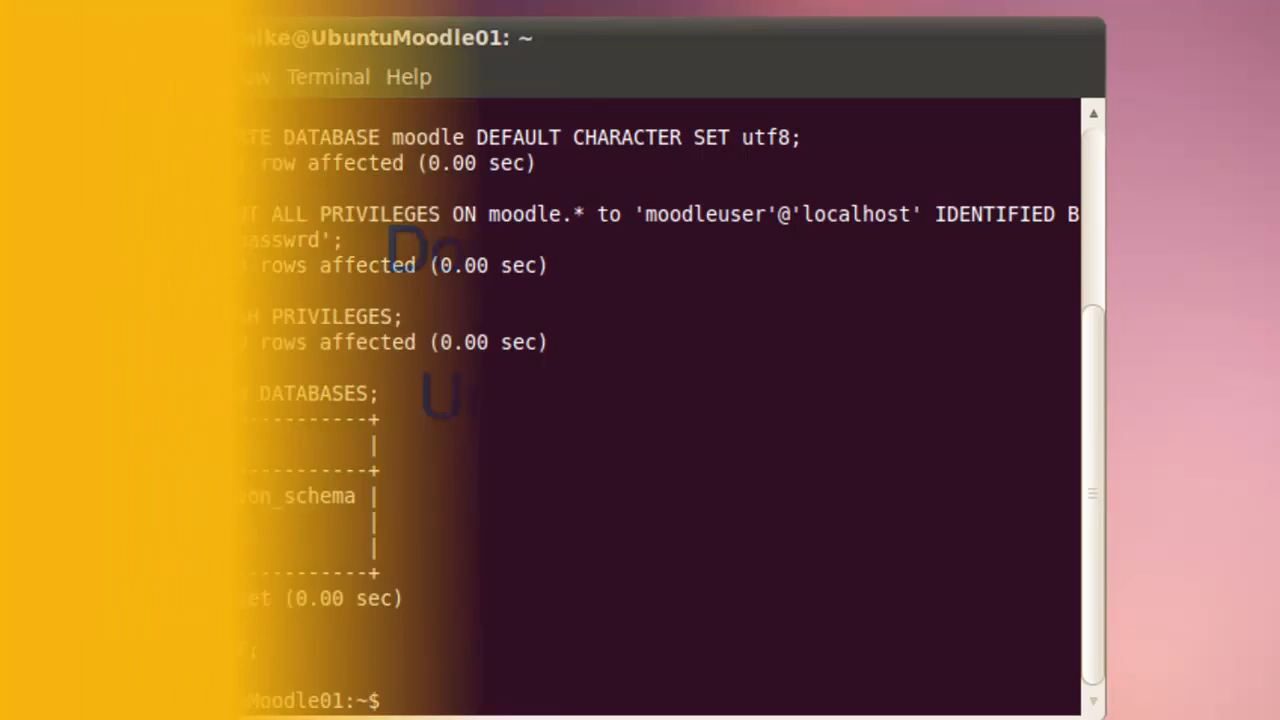 ike@UbuntuMoodle01: ~
Terminal Help
TE DATABASE moodle DEFAULT CHARACTER SET utf8;
row affected (0.00 sec)
T ALL PRIVILEGES ON moodle.* to 'moodleuser'@'localhost' IDENTIFIED B
passwrd';
rows affected (0.00 sec)
Do
H PRIVILEGES;
rows affected (0.00 sec)
DATABASES;
-----------+
|
-----------+
on_schema |
|
|
-----------+
et (0.00 sec)
Moodle01:~$